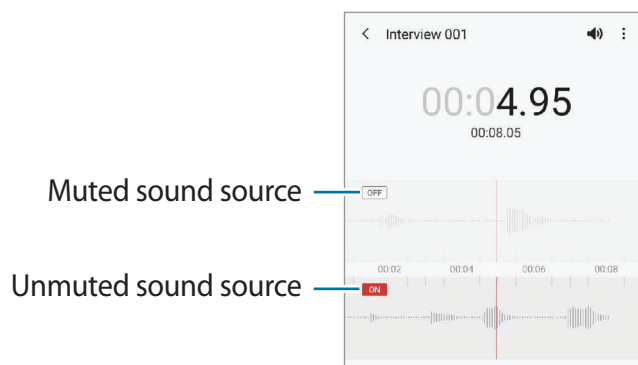 Interview 001
00:04.95
00:08.05
Muted sound source
OFF
00:02 00:04 00:06 00:08
Unmuted sound source
ON